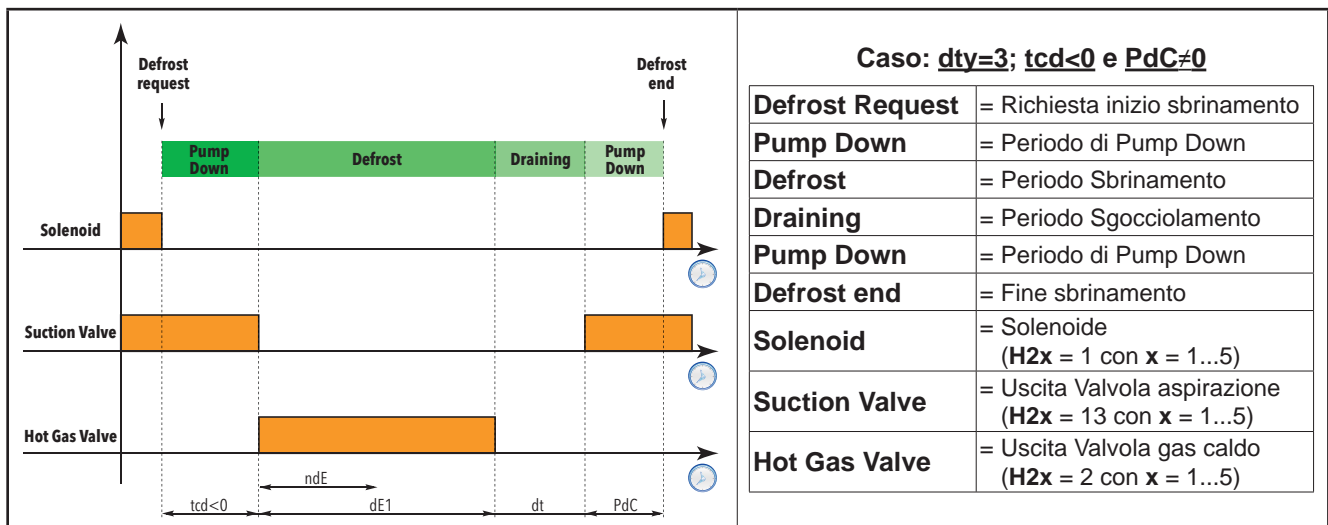 Defrost
request
Defrost
end
Pump
Down
Defrost
Draining
Pump
Down
Solenoid
Suction Valve
Hot Gas Valve
ndE
tcd<0
dE1
dt
PdC
Caso: dty=3; tcd<0 e PdC≠0
Defrost Request = Richiesta inizio sbrinamento
Pump Down = Periodo di Pump Down
Defrost = Periodo Sbrinamento
Draining = Periodo Sgocciolamento
Pump Down = Periodo di Pump Down
Defrost end = Fine sbrinamento
Solenoid = Solenoide
(H2x = 1 con x = 1...5)
Suction Valve = Uscita Valvola aspirazione
(H2x = 13 con x = 1...5)
Hot Gas Valve = Uscita Valvola gas caldo
(H2x = 2 con x = 1...5)